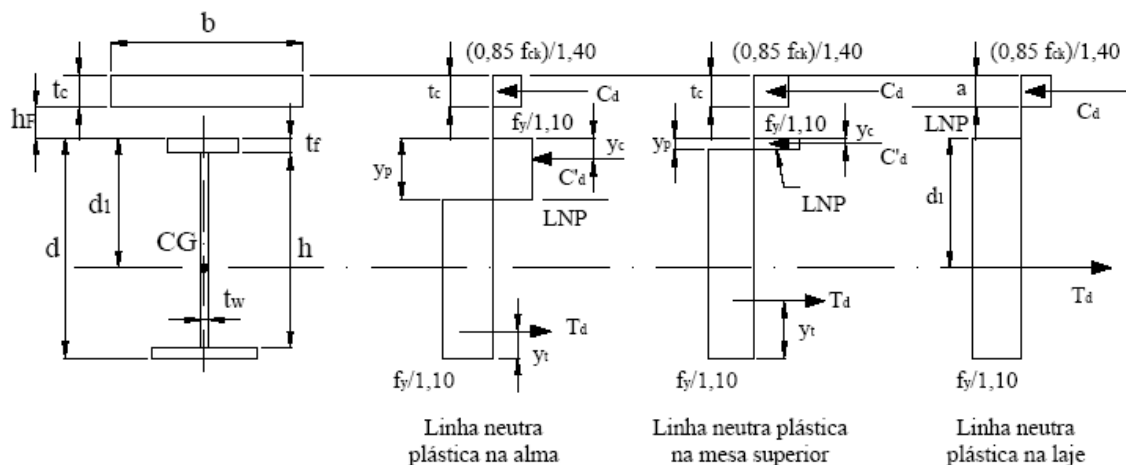 b
tc
hF
tf
d1
d
CG
h
tw
(0,85 fck)/1,40
tc
Cd
fy/1,10
yc
yp
C'd
LNP
Td
yt
fy/1,10
Linha neutra
plástica na alma
(0,85 fck)/1,40
tc
Cd
fy/1,10
yc
yp
C'd
LNP
Td
yt
fy/1,10
Linha neutra plástica
na mesa superior
(0,85 fck)/1,40
a
Cd
LNP
d1
Td
fy/1,10
Linha neutra
plástica na laje